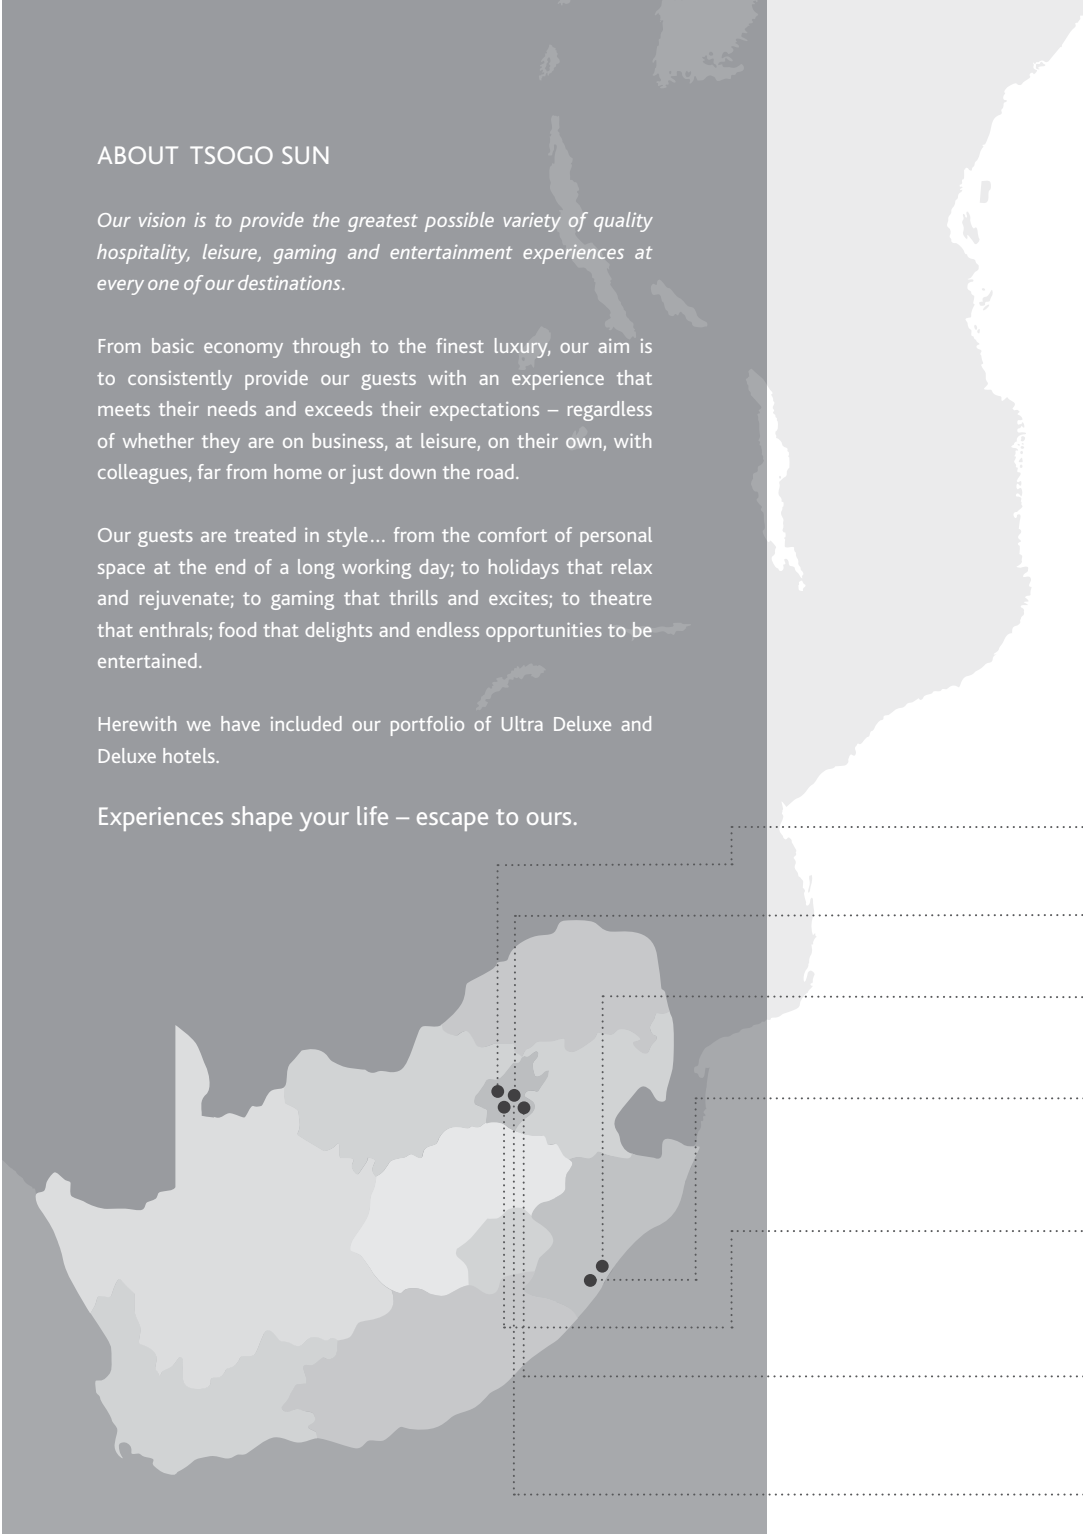 ABOUT TSOGO SUN
Our vision is to provide the greatest possible variety of quality
hospitality, leisure, gaming and entertainment experiences at
every one of our destinations.
From basic economy through to the finest luxury, our aim is
to consistently provide our guests with an experience that
meets their needs and exceeds their expectations – regardless
of whether they are on business, at leisure, on their own, with
colleagues, far from home or just down the road.
Our guests are treated in style... from the comfort of personal
space at the end of a long working day; to holidays that relax
and rejuvenate; to gaming that thrills and excites; to theatre
that enthrals; food that delights and endless opportunities to be
entertained.
Herewith we have included our portfolio of Ultra Deluxe and
Deluxe hotels.
Experiences shape your life – escape to ours.